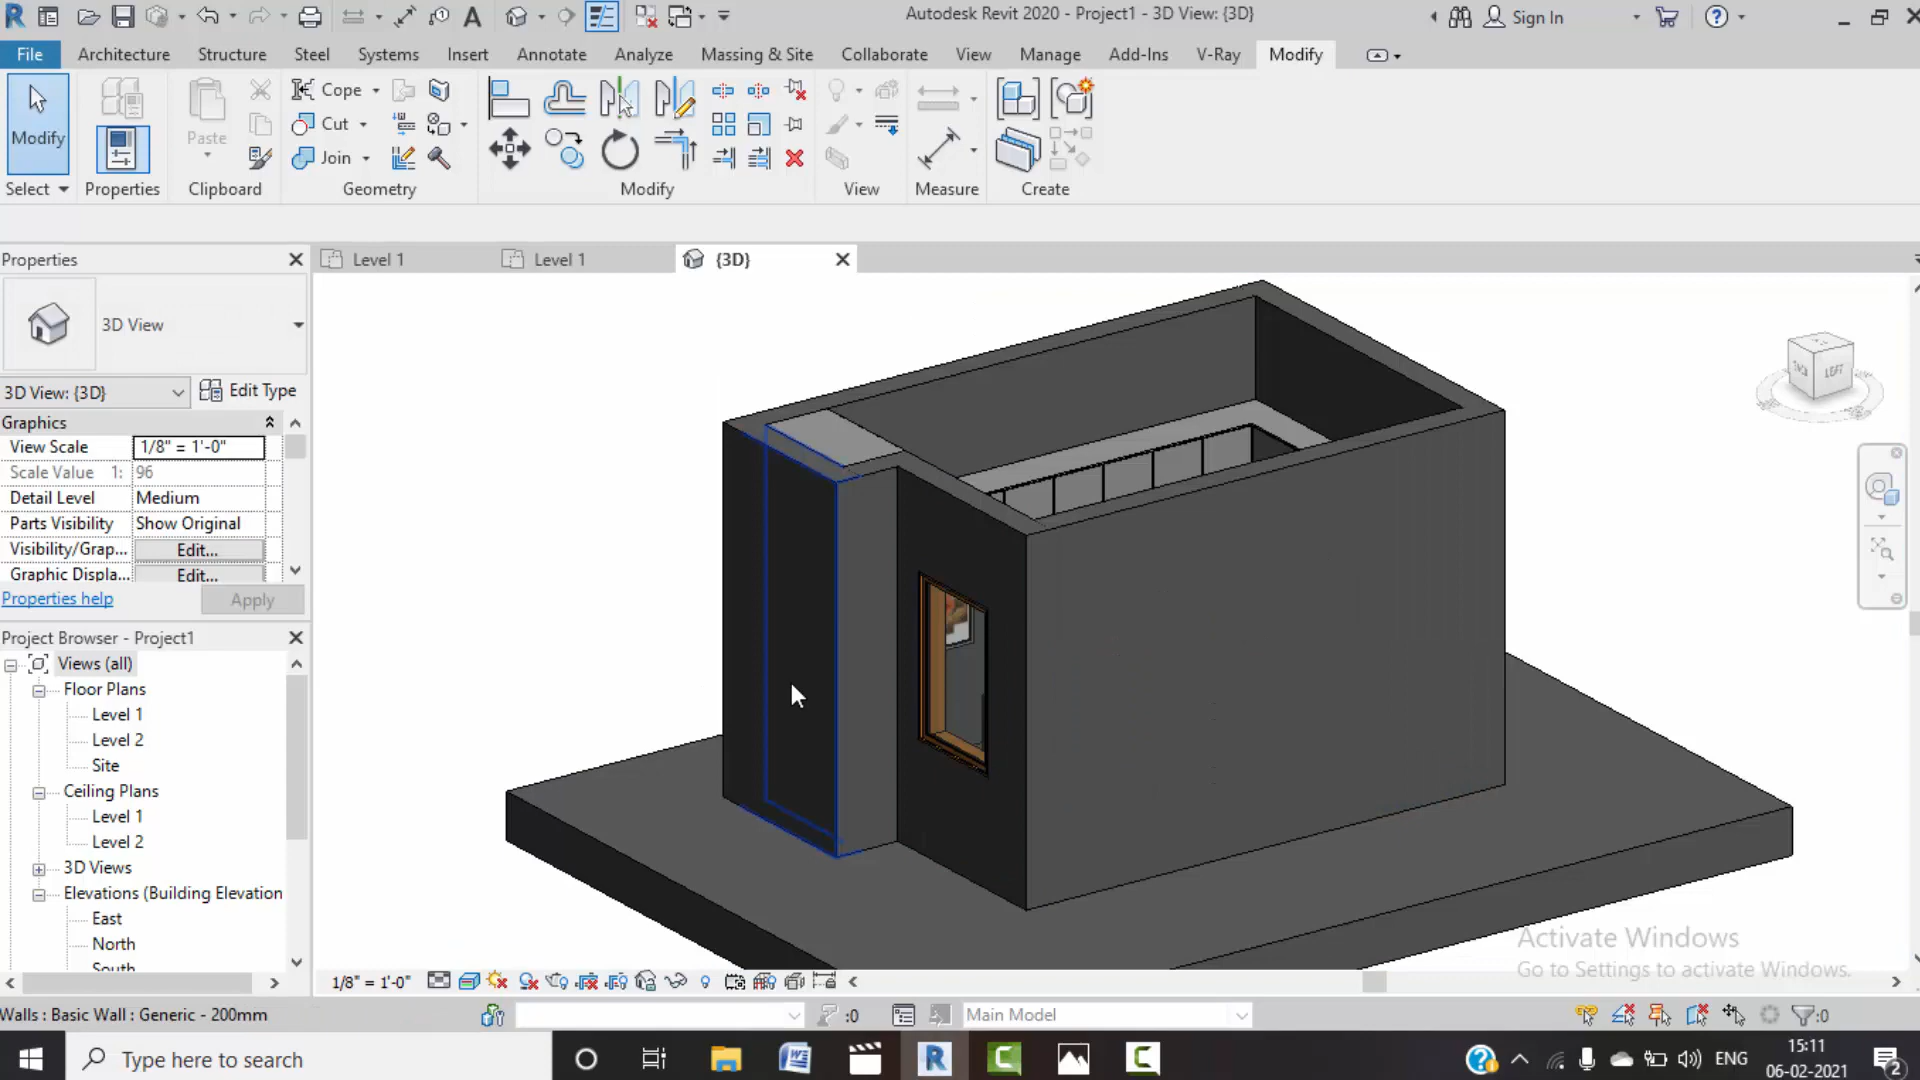 Autodesk Revit 2020 - Project1 - 3D View: {3D}
Sign In
File Architecture Structure Steel Systems Insert Annotate Analyze Massing & Site Collaborate View Manage Add-Ins V-Ray Modify
Modify
Paste
Cope
Cut
Join
Select Properties Clipboard Geometry Modify View Measure Create
Properties
Level 1
Level 1
{3D}
3D View
3D View: {3D}
Edit Type
Graphics
View Scale 1/8" = 1'-0"
Scale Value 1: 96
Detail Level Medium
Parts Visibility Show Original
Visibility/Grap... Edit...
Graphic Displa... Edit...
Properties help
Apply
Project Browser - Project1
Views (all)
Floor Plans
Level 1
Level 2
Site
Ceiling Plans
Level 1
Level 2
3D Views
Elevations (Building Elevation
East
North
South
LEFT
Activate Windows
Go to Settings to activate Windows.
1/8" = 1'-0"
Walls : Basic Wall : Generic - 200mm
:0
Main Model
:0
Type here to search
ENG
15:11
06-02-2021
2